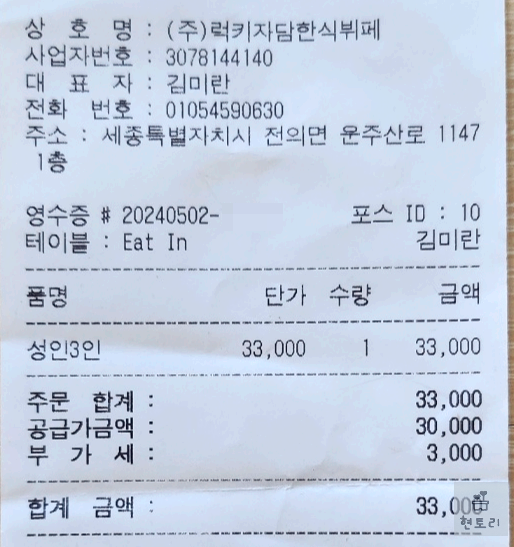 상 호 명 : (주)럭키자담한식뷔페
사업자번호 : 3078144140
대 표 자 : 김미란
전화 번호 : 01054590630
주소 : 세종특별자치시 전의면 운주산로 1147
1층
영수증 # 20240502- 포스 ID : 10
테이블 : Eat In 김미란
품명 단가 수량 금액
성인3인 33,000 1 33,000
주문 합계 : 33,000
공급가금액 : 30,000
부 가 세 : 3,000
합계 금액 : 33,000
현토리